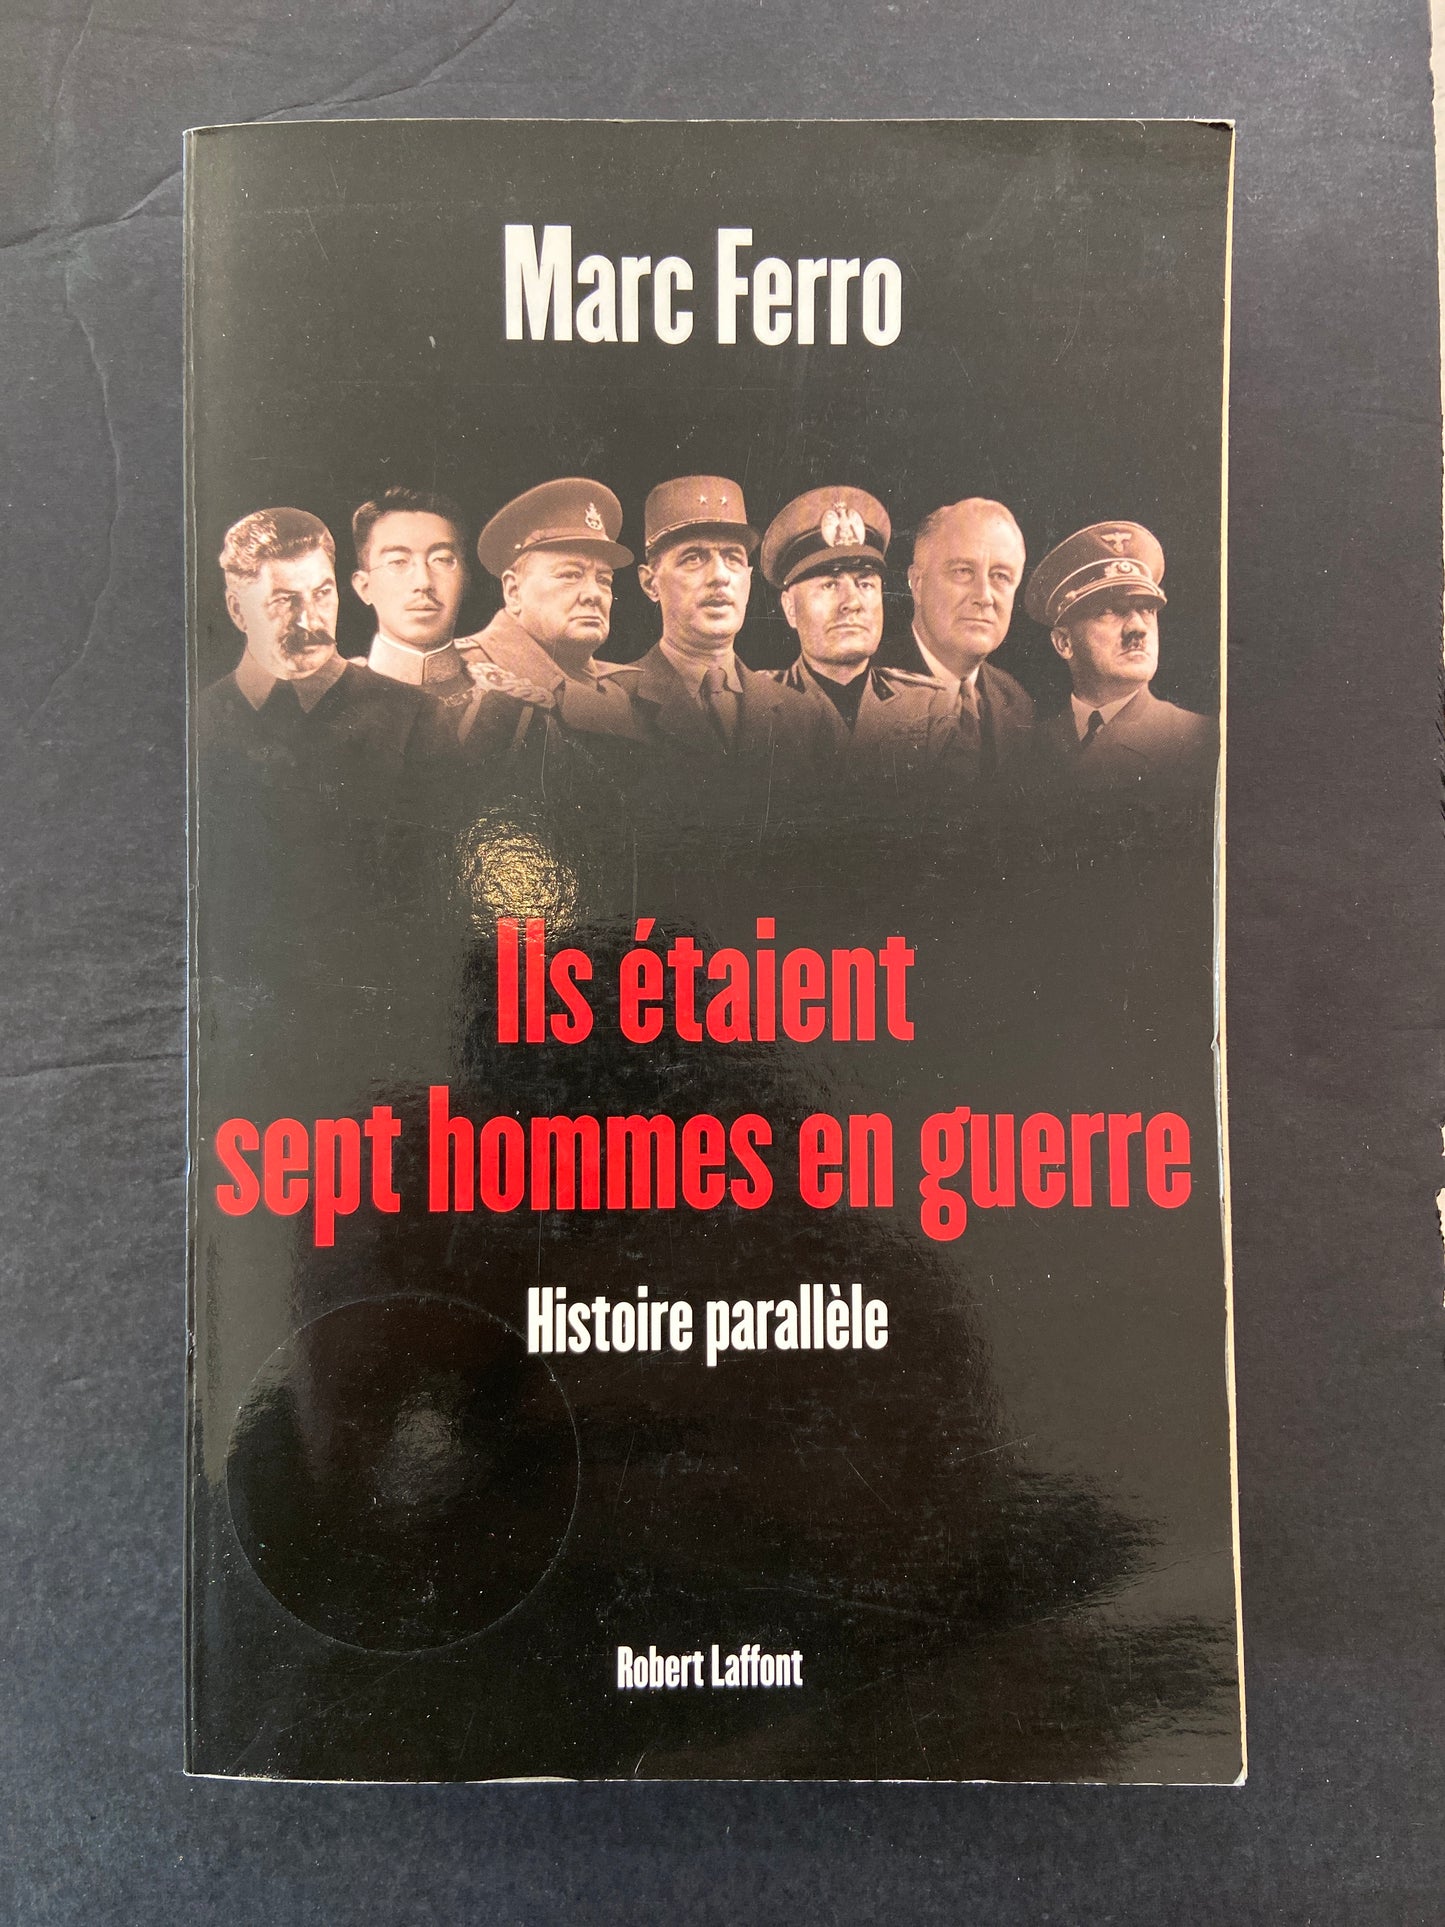 Marc Ferro
Ils étaient
sept hommes en guerre
Histoire parallèle
Robert Laffont